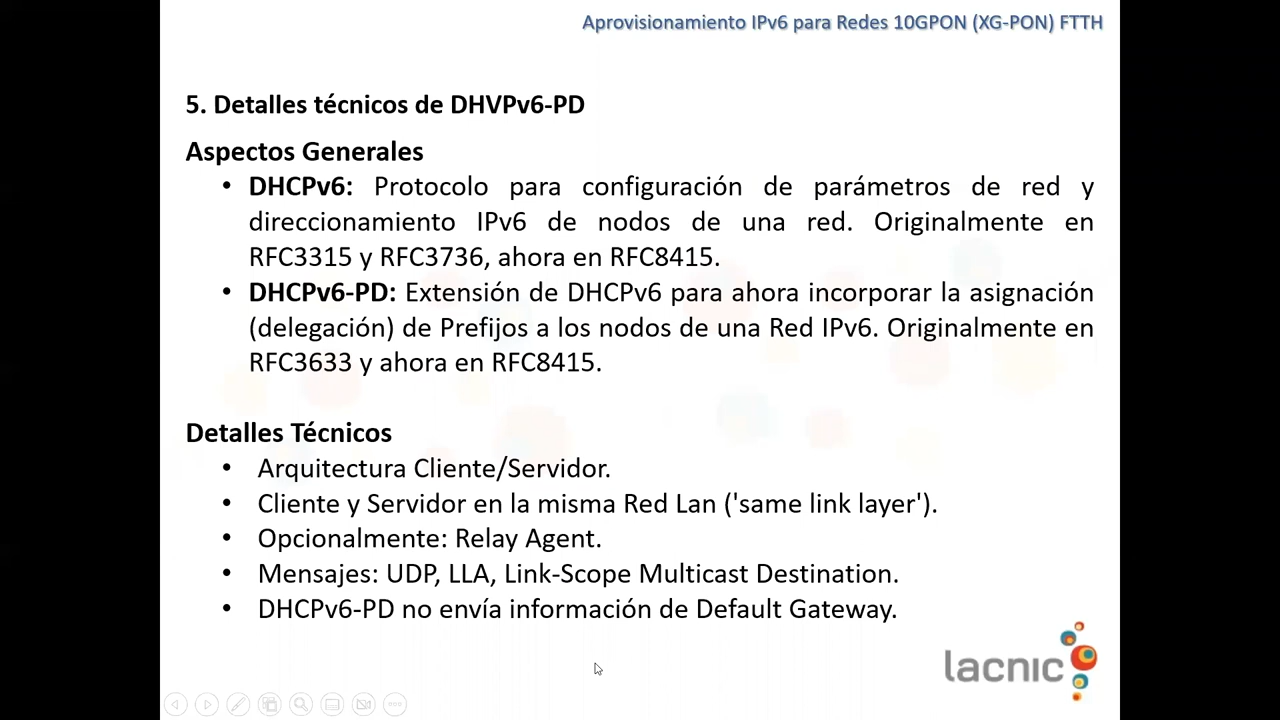 Aprovisionamiento IPv6 para Redes 10GPON (XG-PON) FTTH
5. Detalles técnicos de DHVPv6-PD
Aspectos Generales
• DHCPv6: Protocolo para configuración de parámetros de red y
direccionamiento IPv6 de nodos de una red. Originalmente en
RFC3315 y RFC3736, ahora en RFC8415.
• DHCPv6-PD: Extensión de DHCPv6 para ahora incorporar la asignación
(delegación) de Prefijos a los nodos de una Red IPv6. Originalmente en
RFC3633 y ahora en RFC8415.
Detalles Técnicos
• Arquitectura Cliente/Servidor.
• Cliente y Servidor en la misma Red Lan ('same link layer').
• Opcionalmente: Relay Agent.
• Mensajes: UDP, LLA, Link-Scope Multicast Destination.
• DHCPv6-PD no envía información de Default Gateway.
lacnic